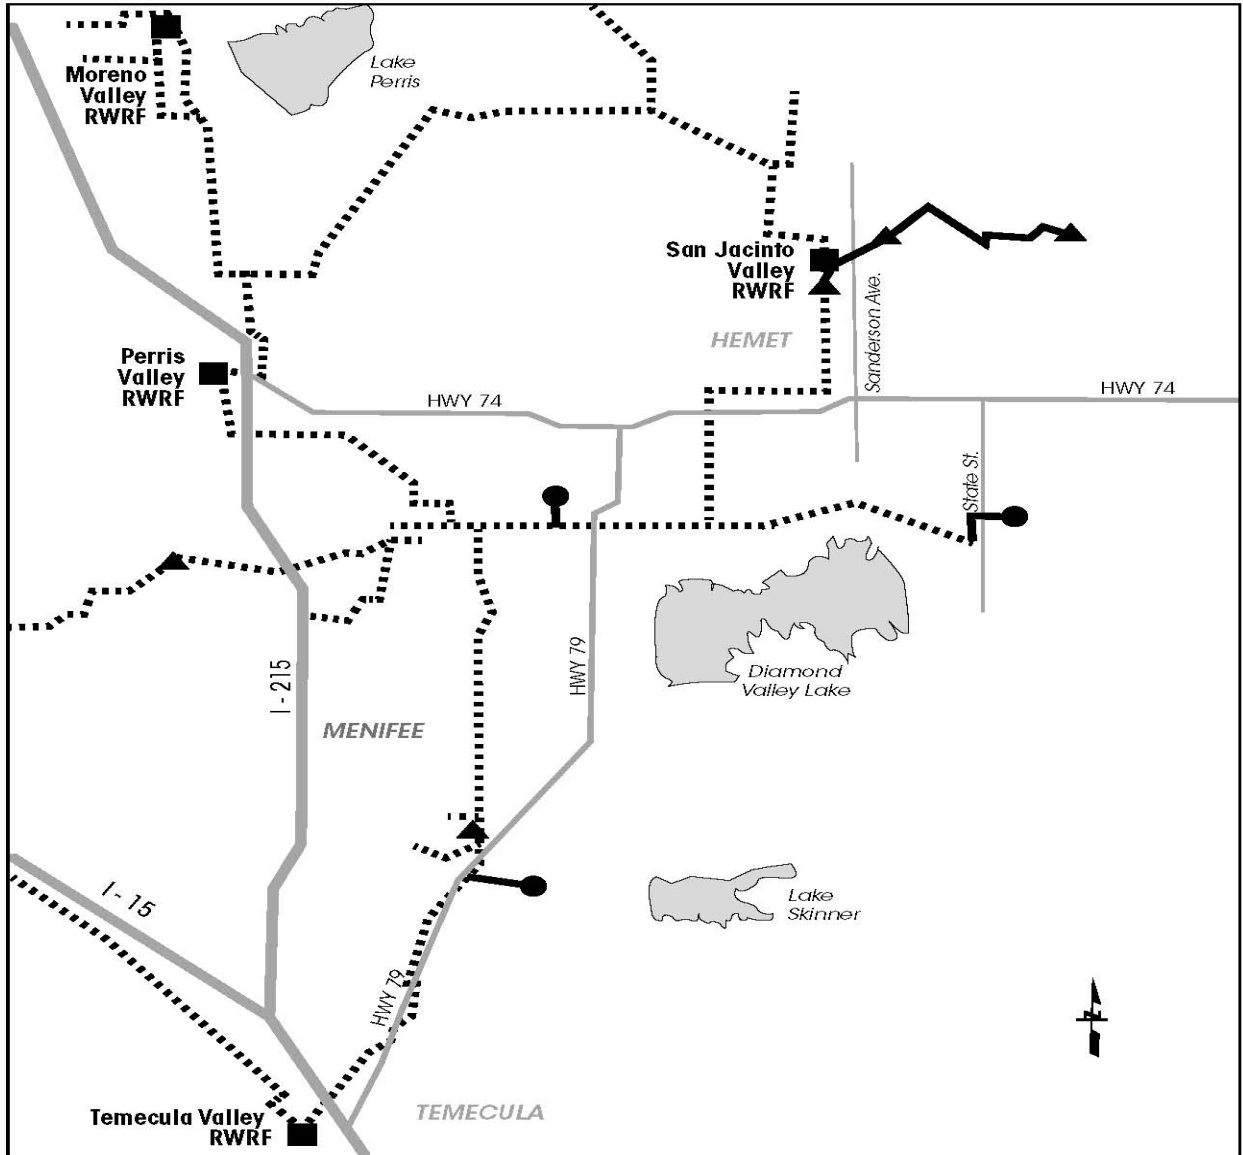 Moreno
Valley
RWRF
Lake
Perris
San Jacinto
Valley
RWRF
Sanderson Ave.
HEMET
Perris
Valley
RWRF
HWY 74
HWY 74
State St.
Diamond
Valley Lake
HWY 79
I - 215
MENIFEE
I - 15
Lake
Skinner
HWY 79
Z
Temecula Valley
RWRF
TEMECULA